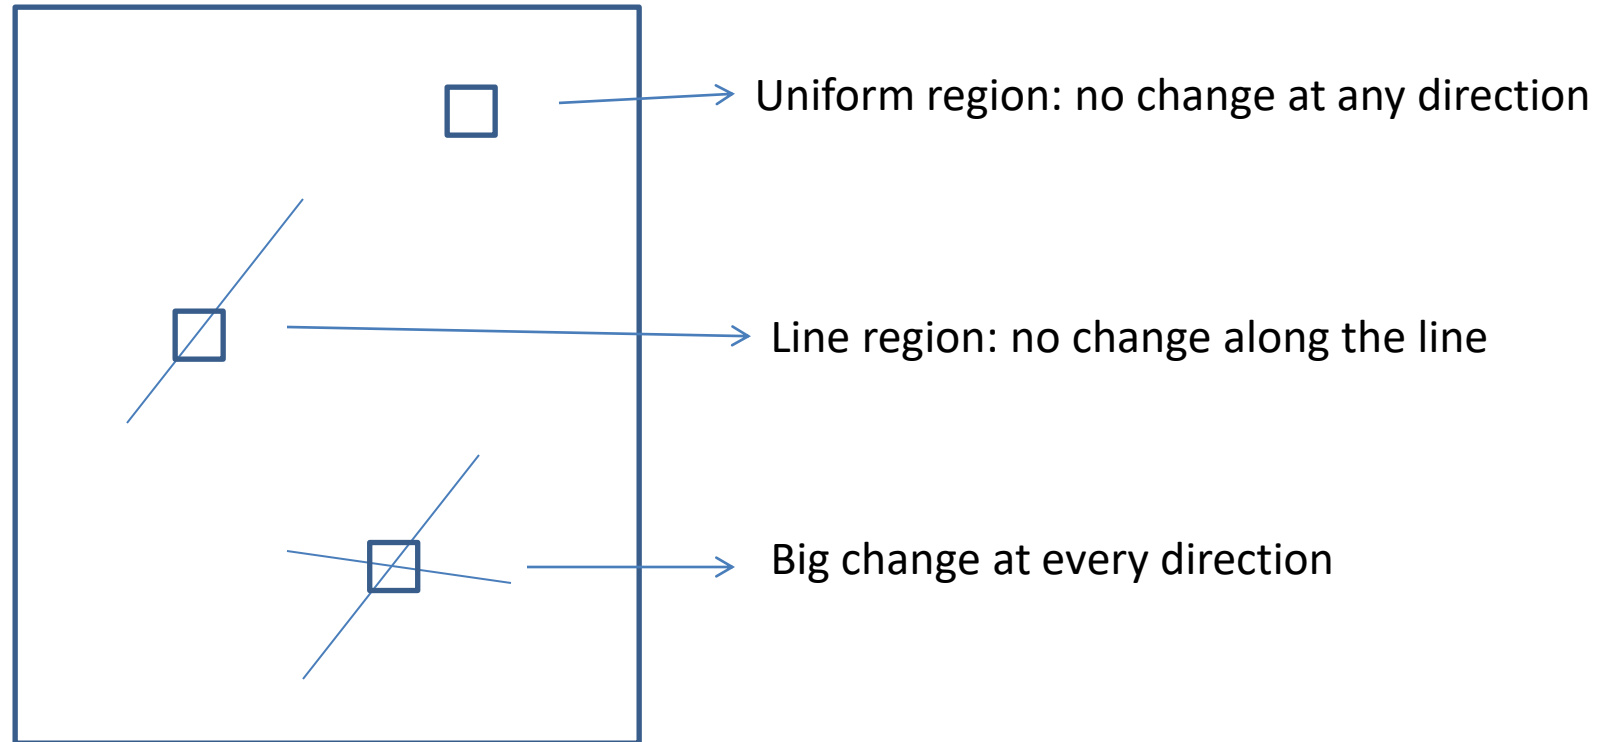 Uniform region: no change at any direction
Line region: no change along the line
Big change at every direction